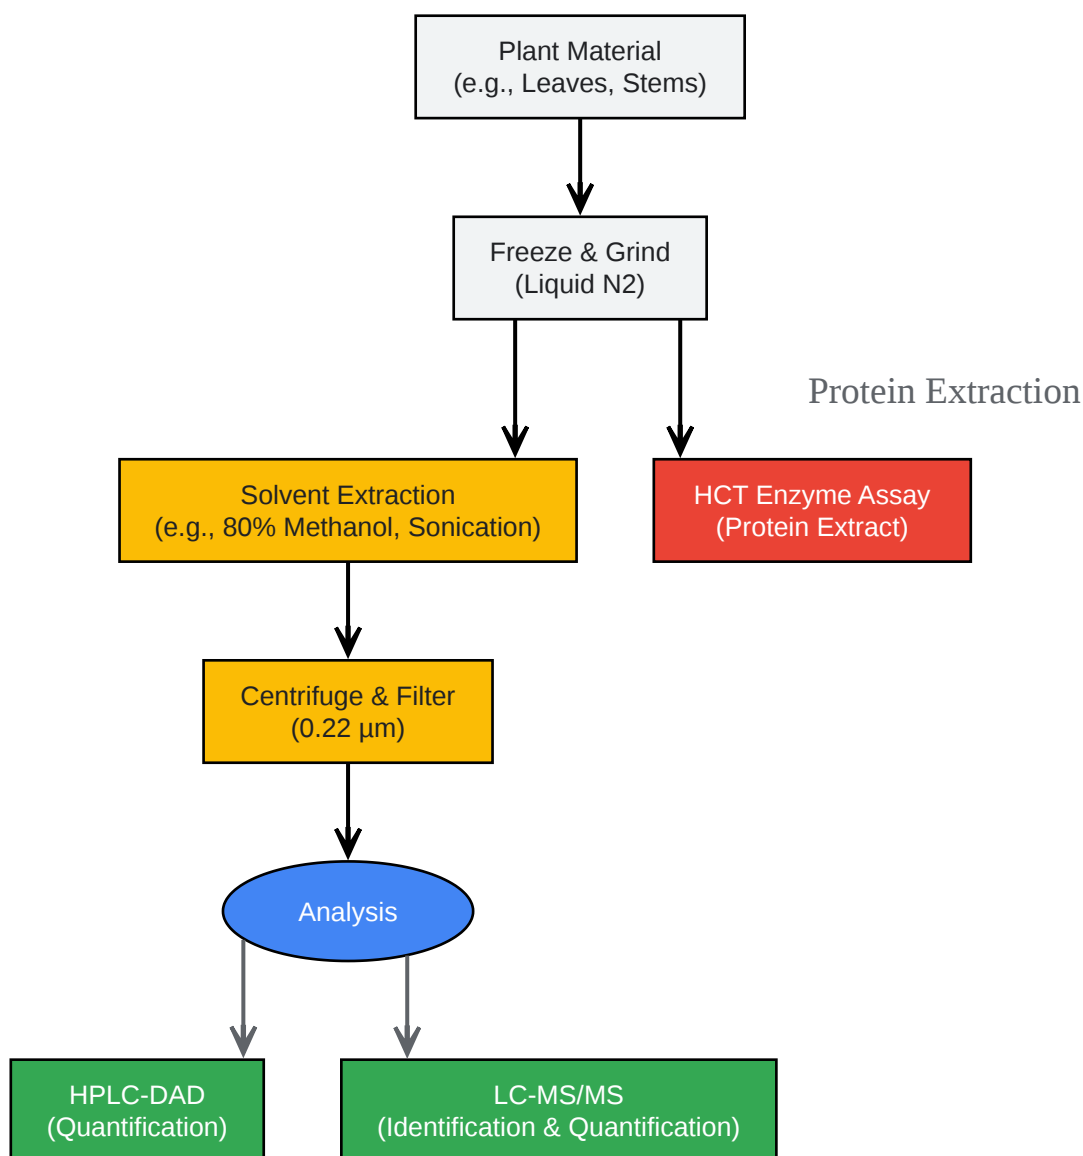 Plant Material
(e.g., Leaves, Stems)
Freeze & Grind
(Liquid N2)
Protein Extraction
Solvent Extraction
(e.g., 80% Methanol, Sonication)
HCT Enzyme Assay
(Protein Extract)
Centrifuge & Filter
(0.22 µm)
Analysis
HPLC-DAD
(Quantification)
LC-MS/MS
(Identification & Quantification)